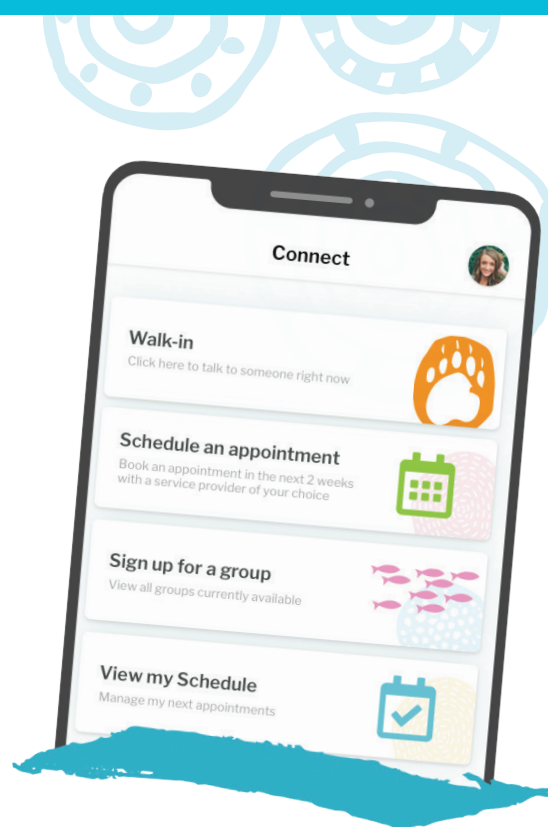 Connect
Walk-in
Click here to talk to someone right now
Schedule an appointment
Book an appointment in the next 2 weeks
with a service provider of your choice
Sign up for a group
View all groups currently available
View my Schedule
Manage my next appointments